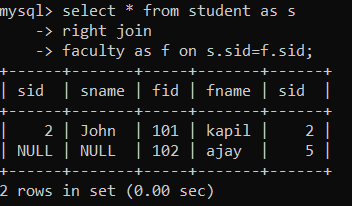 mysql> select * from student as s
    -> right join
    -> faculty as f on s.sid=f.sid;
+------+-------+-----+-------+------+
| sid  | sname | fid | fname | sid  |
+------+-------+-----+-------+------+
|    2 | John  | 101 | kapil |    2 |
| NULL | NULL  | 102 | ajay  |    5 |
+------+-------+-----+-------+------+
2 rows in set (0.00 sec)